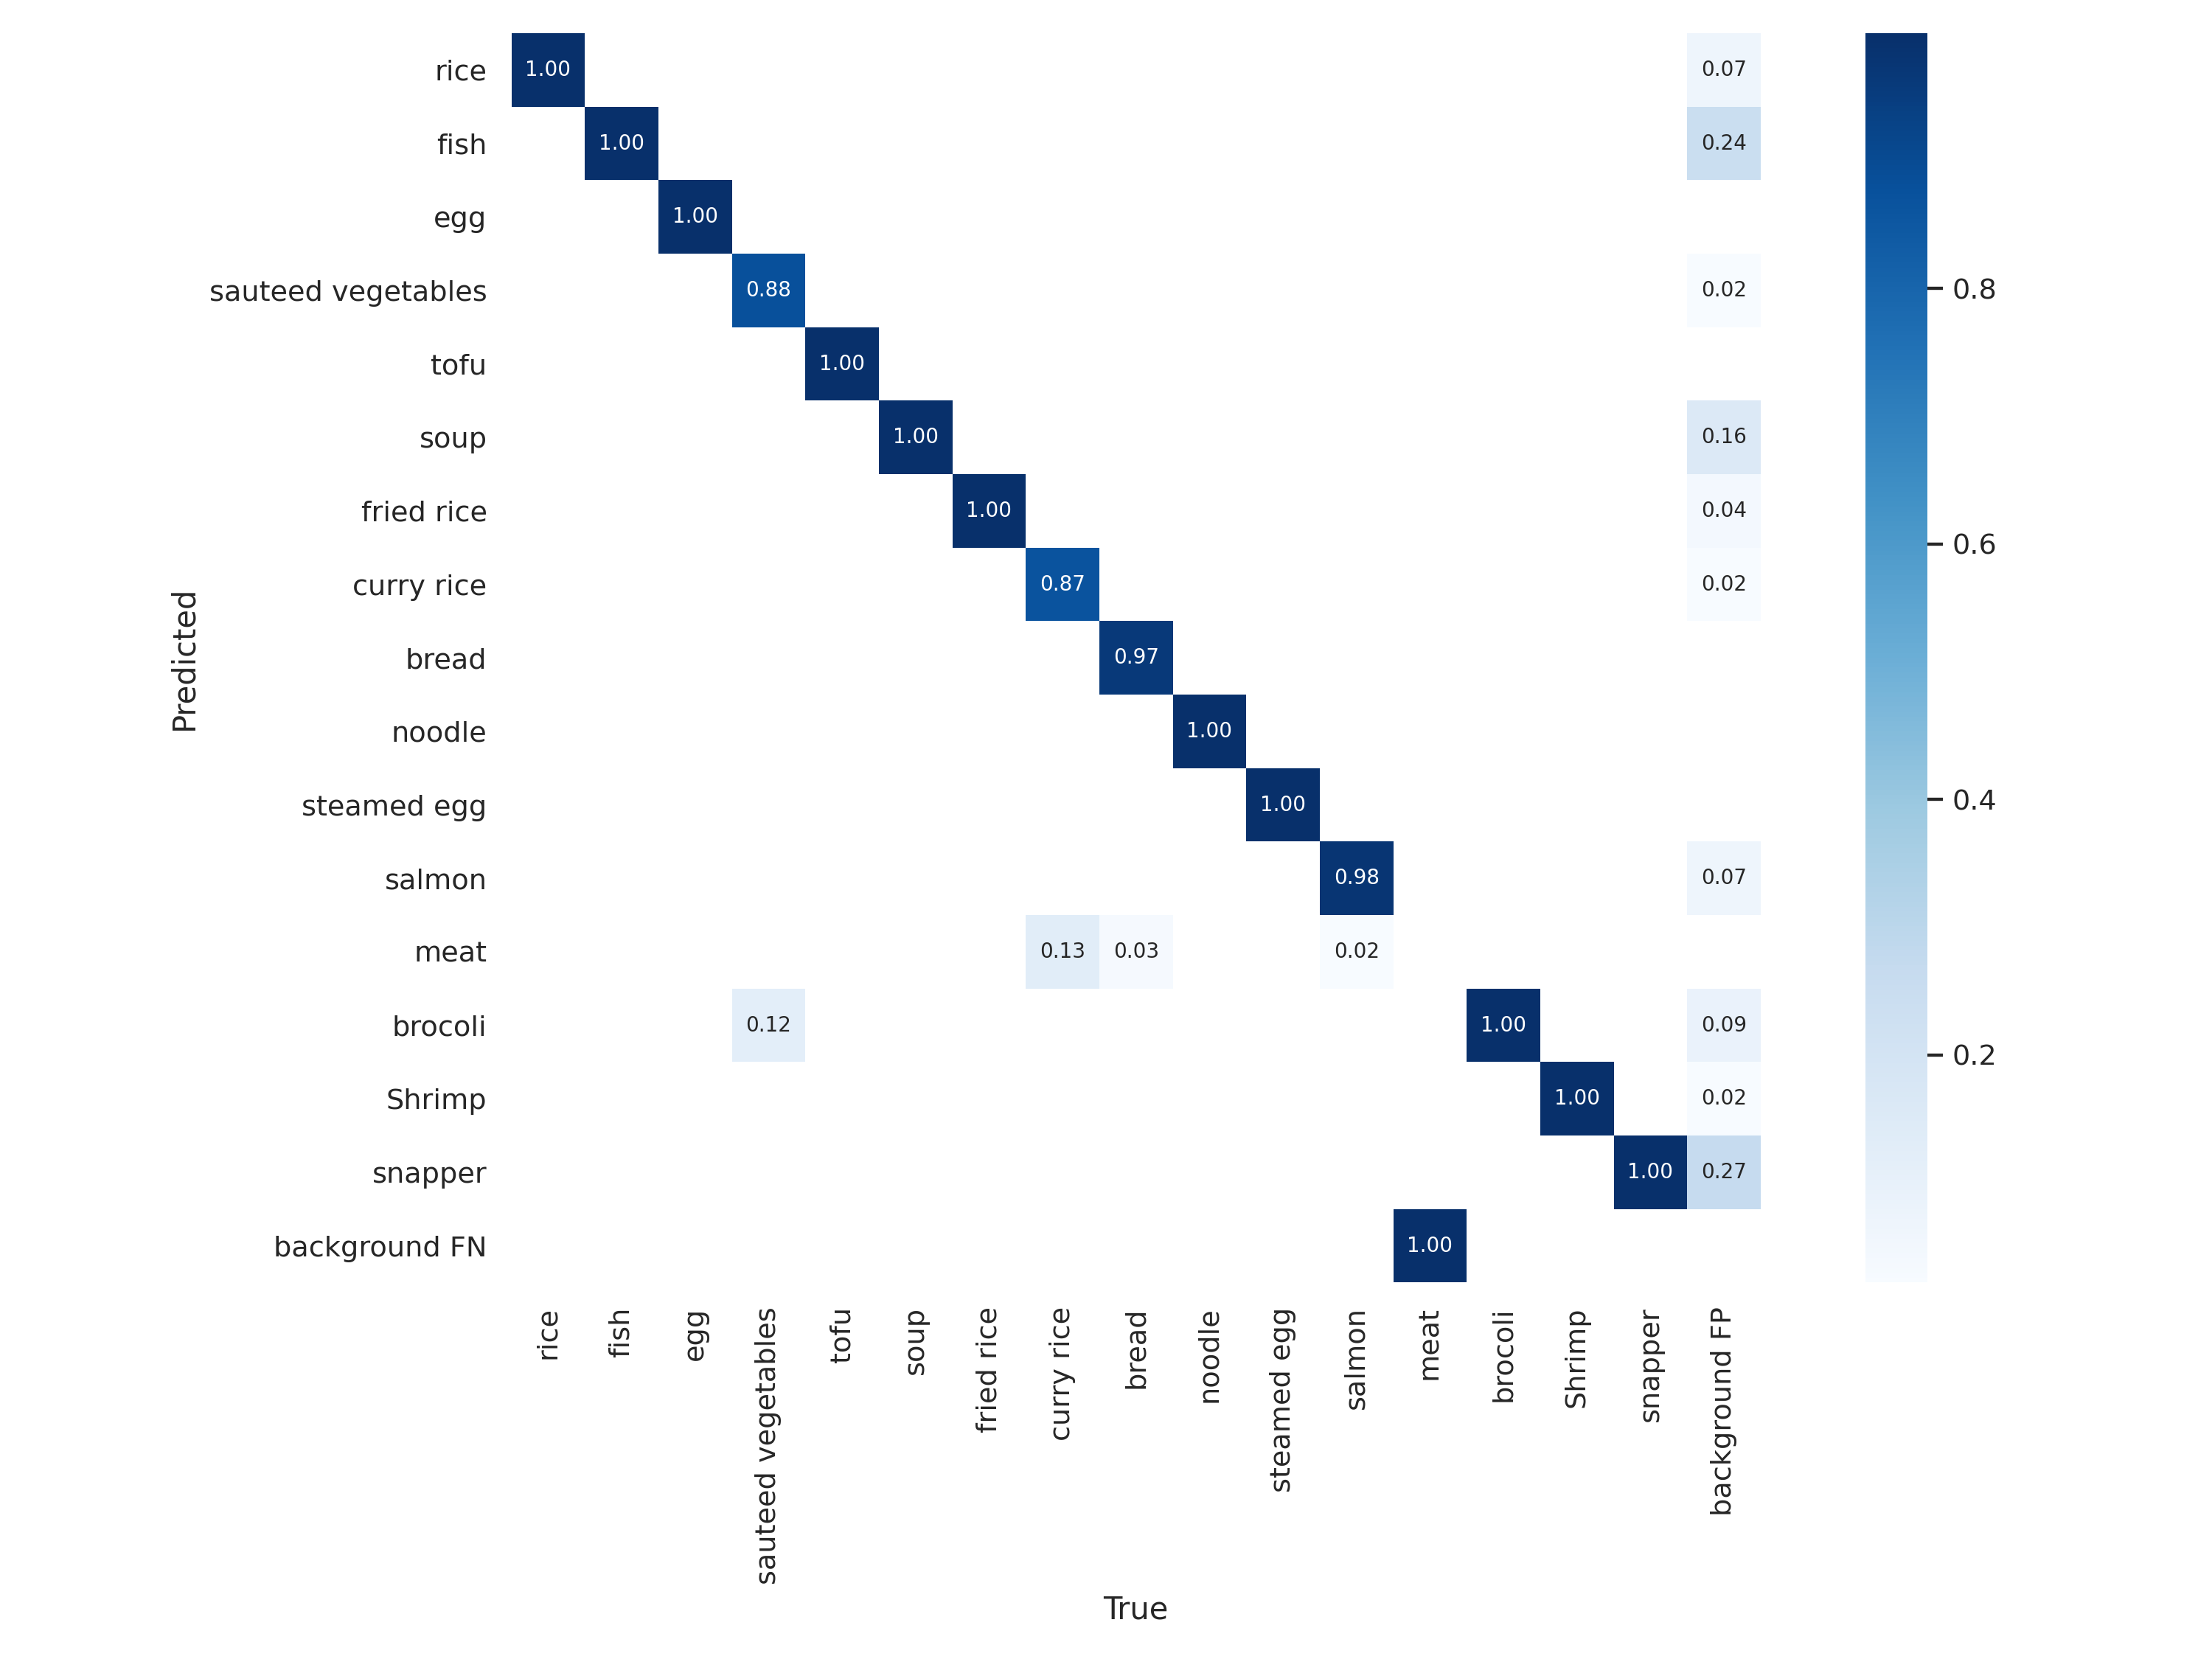 rice 1.00 0.07
fish 1.00 0.24
egg 1.00
sauteed vegetables 0.88 0.02 0.8
tofu 1.00
soup 1.00 0.16
fried rice 1.00 0.04
0.6
curry rice 0.87 0.02
Predicted
bread 0.97
noodle 1.00
steamed egg 1.00 0.4
salmon 0.98 0.07
meat 0.13 0.03 0.02
brocoli 0.12 1.00 0.09
0.2
Shrimp 1.00 0.02
snapper 1.00 0.27
background FN 1.00
rice
fish
egg
sauteed vegetables
tofu
soup
fried rice
curry rice
bread
noodle
steamed egg
salmon
meat
brocoli
Shrimp
snapper
background FP
True